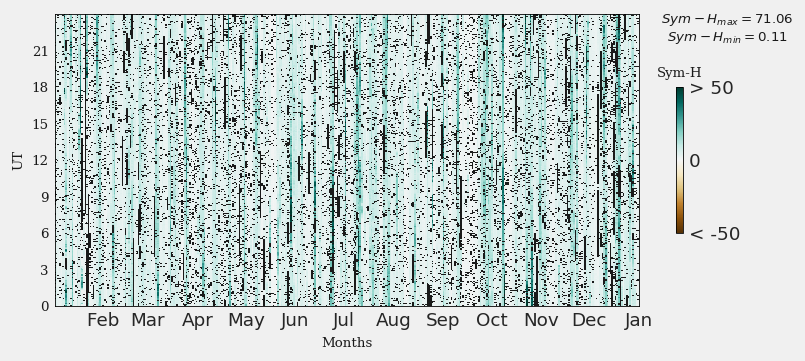 Sym−H_max = 71.06
Sym−H_min = 0.11
Sym-H
> 50
0
< -50
21
18
15
12
9
6
3
0
UT
Feb Mar Apr May Jun Jul Aug Sep Oct Nov Dec Jan
Months